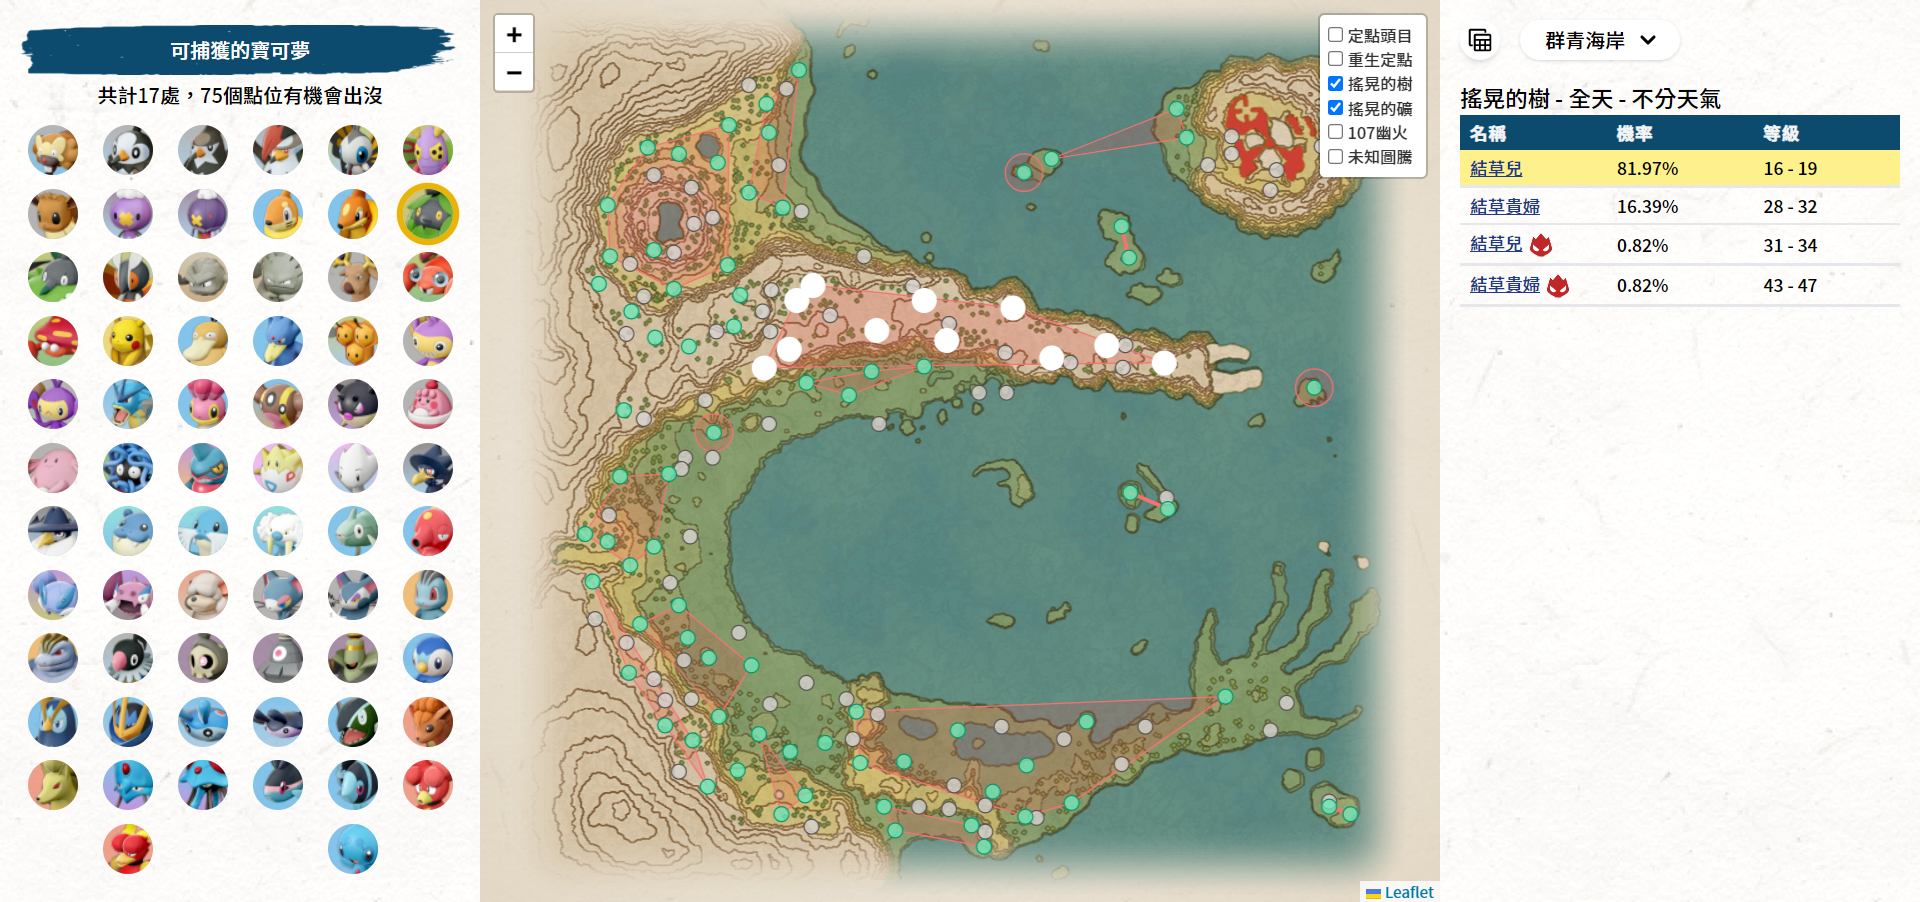 可捕獲的寶可夢
共計17處，75個點位有機會出沒
+
−
定點頭目
重生定點
搖晃的樹
搖晃的礦
107幽火
未知圖騰
Leaflet
群青海岸
搖晃的樹 - 全天 - 不分天氣
名稱 機率 等級
結草兒 81.97% 16 - 19
結草貴婦 16.39% 28 - 32
結草兒 0.82% 31 - 34
結草貴婦 0.82% 43 - 47